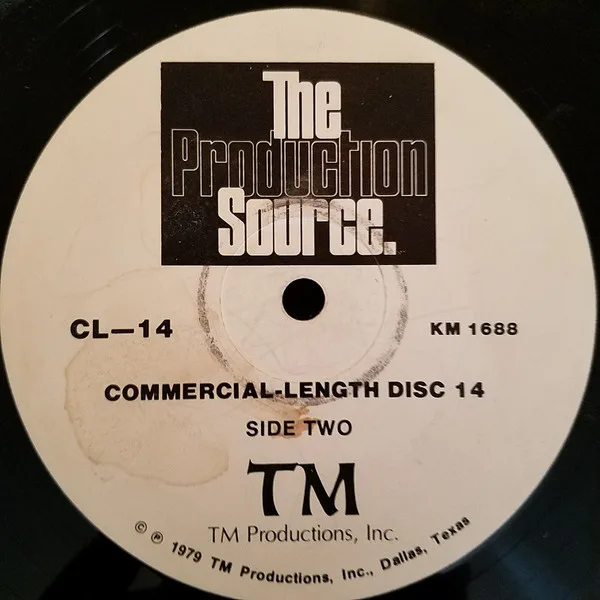 The
Production
Source.
CL—14
KM 1688
COMMERCIAL-LENGTH DISC 14
SIDE TWO
TM
TM Productions, Inc.
© ℗ 1979 TM Productions, Inc., Dallas, Texas